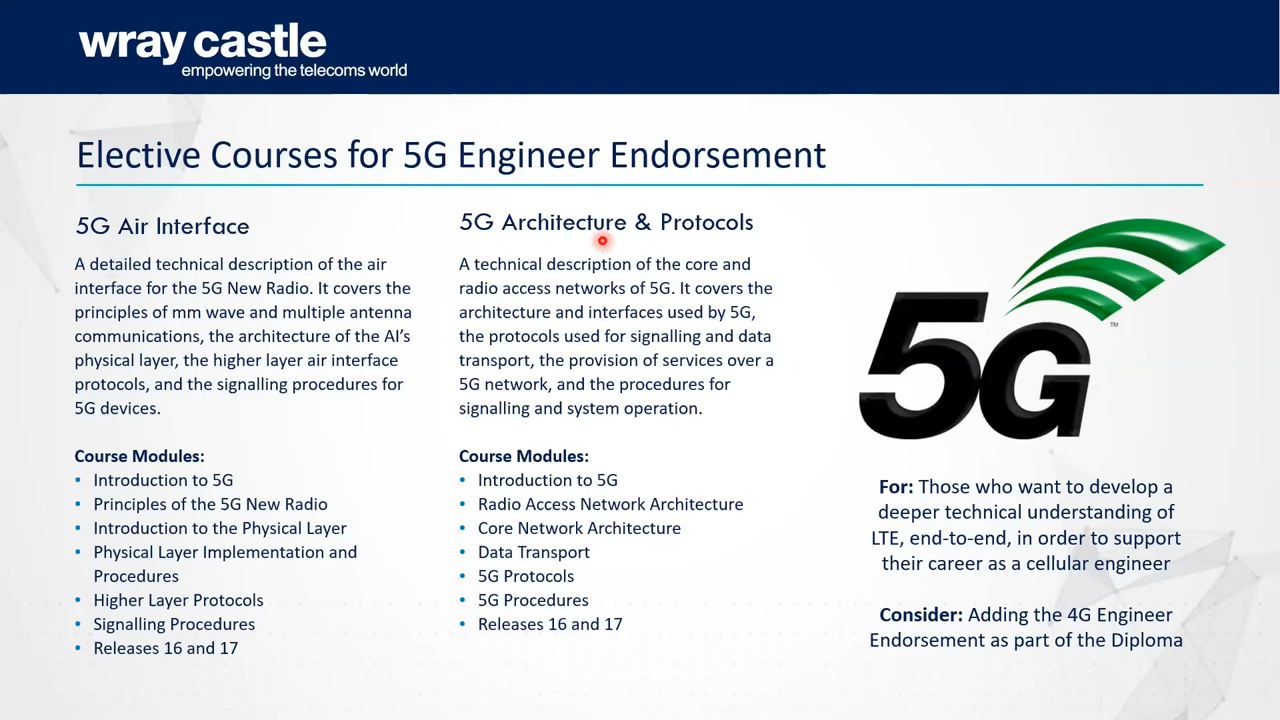 wray castle
empowering the telecoms world
Elective Courses for 5G Engineer Endorsement
5G Air Interface
A detailed technical description of the air
interface for the 5G New Radio. It covers the
principles of mm wave and multiple antenna
communications, the architecture of the AI's
physical layer, the higher layer air interface
protocols, and the signalling procedures for
5G devices.
Course Modules:
• Introduction to 5G
• Principles of the 5G New Radio
• Introduction to the Physical Layer
• Physical Layer Implementation and
Procedures
• Higher Layer Protocols
• Signalling Procedures
• Releases 16 and 17
5G Architecture & Protocols
A technical description of the core and
radio access networks of 5G. It covers the
architecture and interfaces used by 5G,
the protocols used for signalling and data
transport, the provision of services over a
5G network, and the procedures for
signalling and system operation.
Course Modules:
• Introduction to 5G
• Radio Access Network Architecture
• Core Network Architecture
• Data Transport
• 5G Protocols
• 5G Procedures
• Releases 16 and 17
5G
TM
For: Those who want to develop a
deeper technical understanding of
LTE, end-to-end, in order to support
their career as a cellular engineer
Consider: Adding the 4G Engineer
Endorsement as part of the Diploma